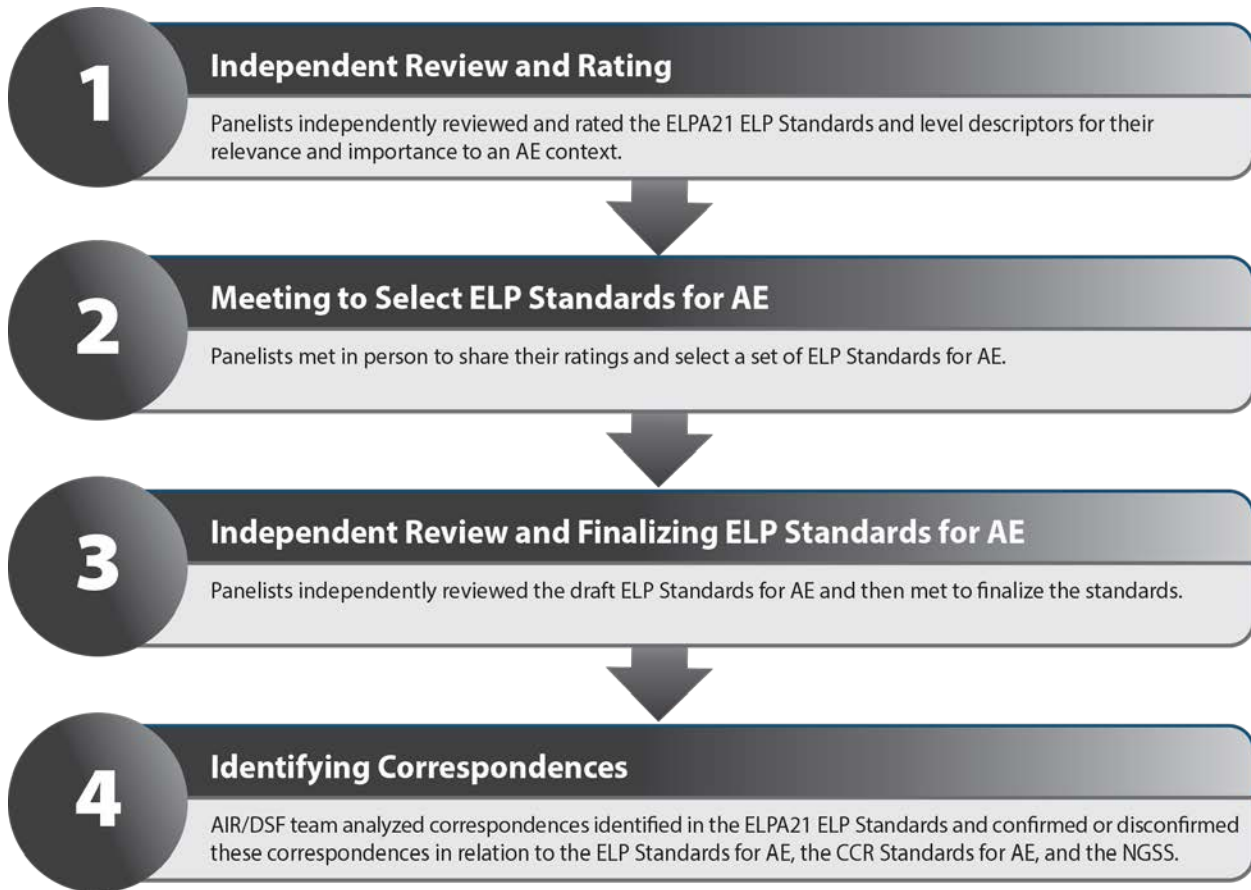 1
Independent Review and Rating
Panelists independently reviewed and rated the ELPA21 ELP Standards and level descriptors for their
relevance and importance to an AE context.
2
Meeting to Select ELP Standards for AE
Panelists met in person to share their ratings and select a set of ELP Standards for AE.
3
Independent Review and Finalizing ELP Standards for AE
Panelists independently reviewed the draft ELP Standards for AE and then met to finalize the standards.
4
Identifying Correspondences
AIR/DSF team analyzed correspondences identified in the ELPA21 ELP Standards and confirmed or disconfirmed
these correspondences in relation to the ELP Standards for AE, the CCR Standards for AE, and the NGSS.